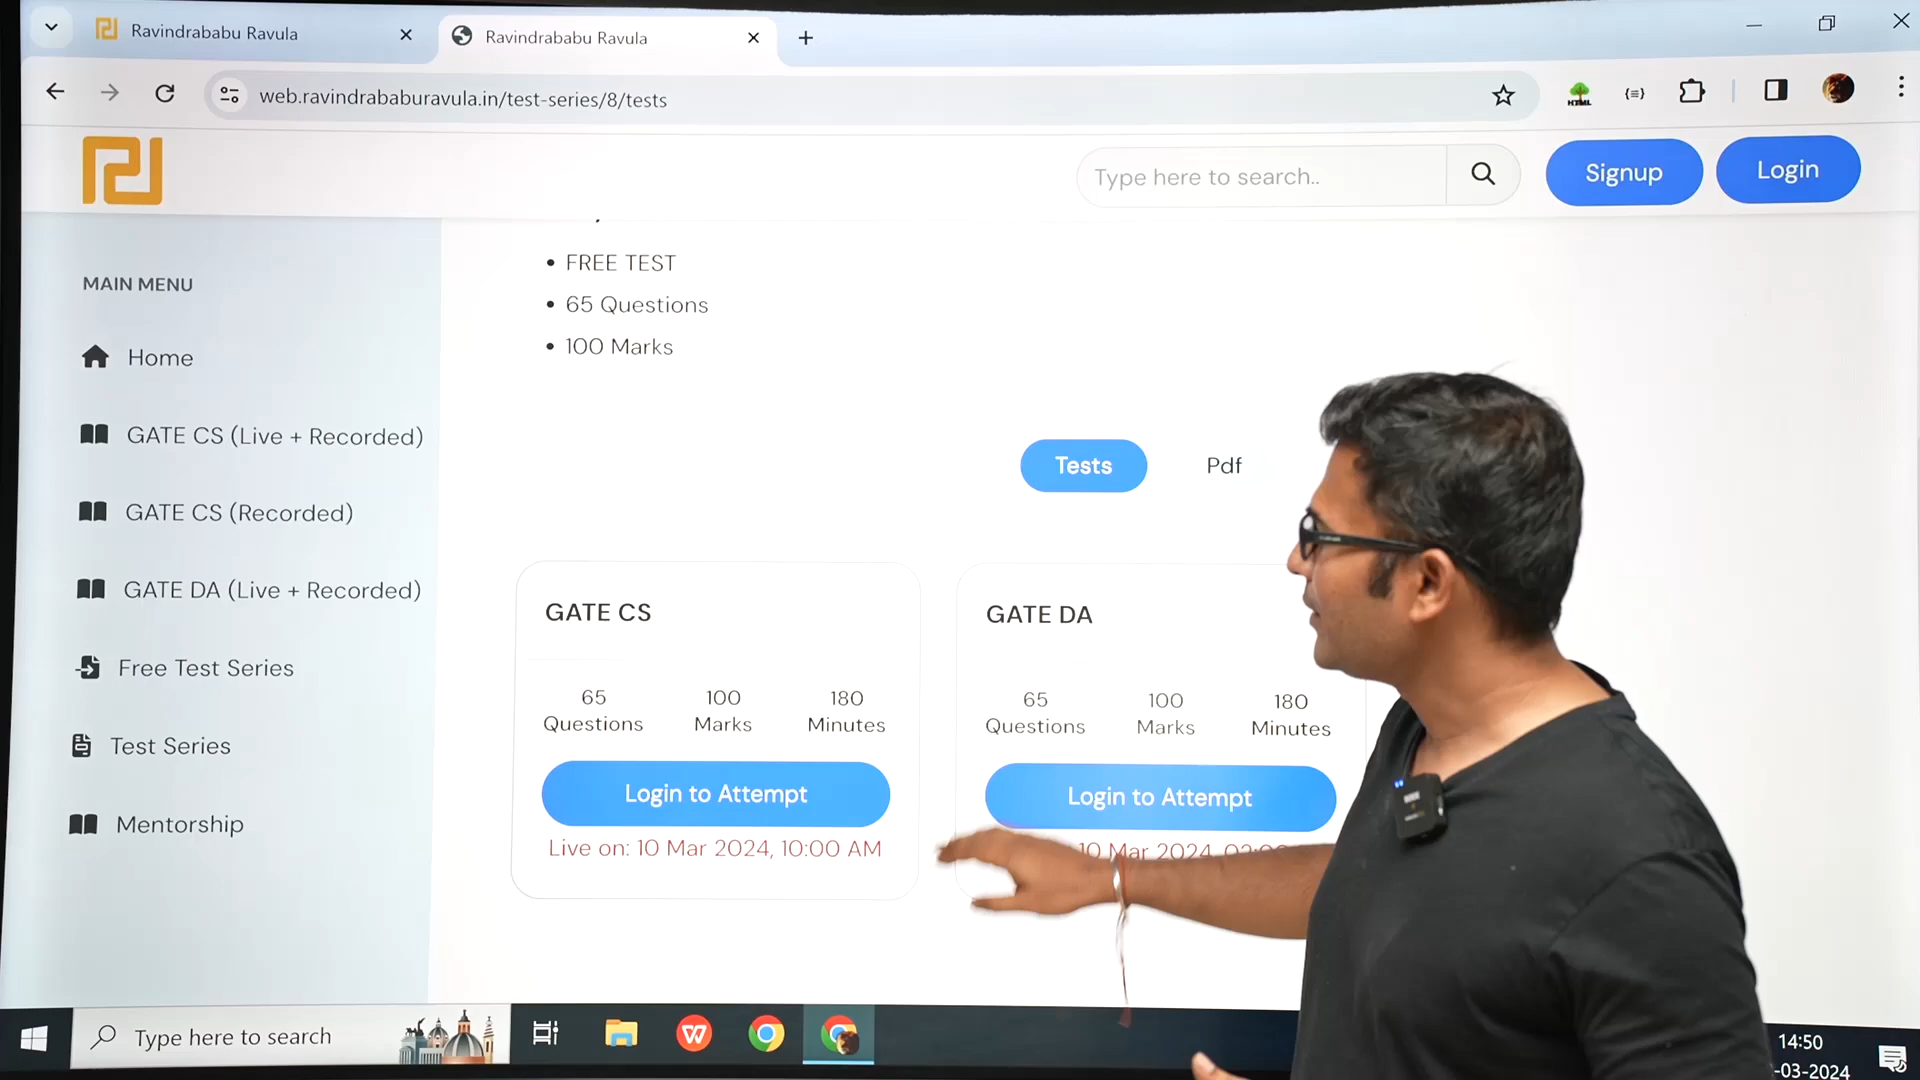 Ravindrababu Ravula
Ravindrababu Ravula
web.ravindrababuravula.in/test-series/8/tests
HTML
Type here to search..
Signup
Login
MAIN MENU
Home
GATE CS (Live + Recorded)
GATE CS (Recorded)
GATE DA (Live + Recorded)
Free Test Series
Test Series
Mentorship
• FREE TEST
• 65 Questions
• 100 Marks
Tests
Pdf
GATE CS
65 Questions
100 Marks
180 Minutes
Login to Attempt
Live on: 10 Mar 2024, 10:00 AM
GATE DA
65 Questions
100 Marks
180 Minutes
Login to Attempt
10 Mar 2024,
Type here to search
14:50
-03-2024